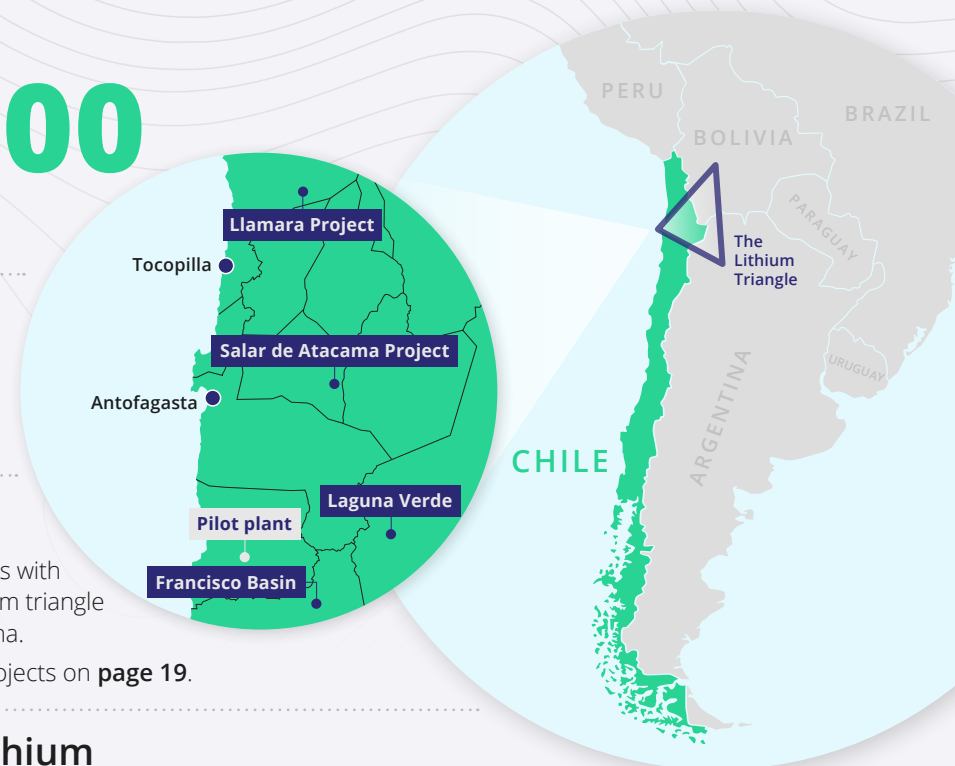 00
PERU
BRAZIL
BOLIVIA
PARAGUAY
The
Lithium
Triangle
URUGUAY
ARGENTINA
CHILE
Llamara Project
Tocopilla
Salar de Atacama Project
Antofagasta
Laguna Verde
Pilot plant
Francisco Basin
s with
m triangle
na.
ojects on page 19.
hium